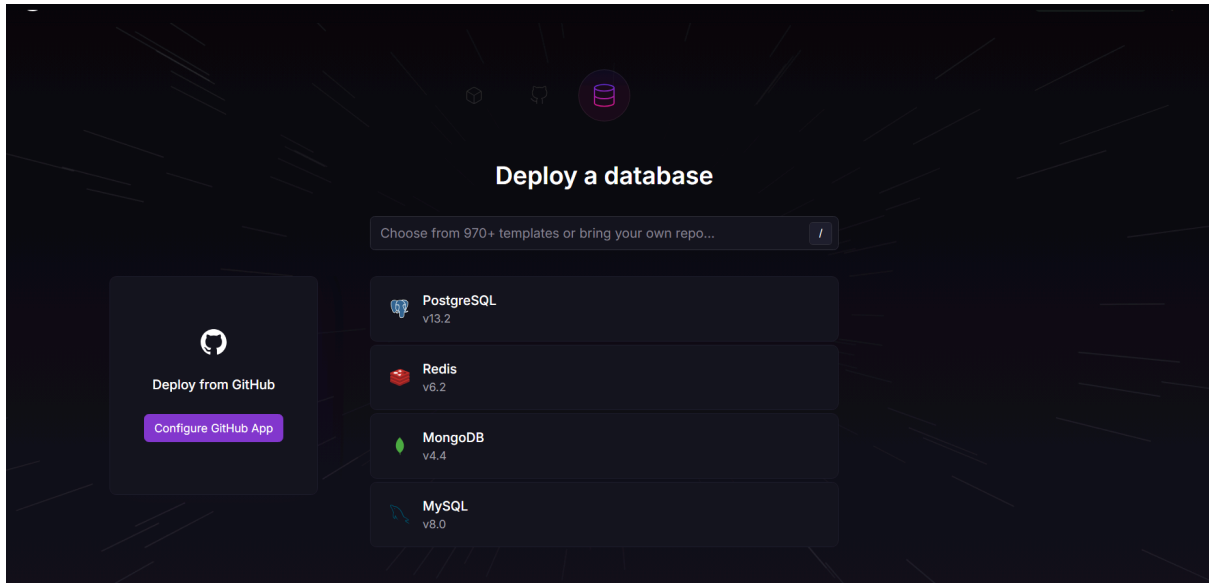 Deploy a database
Choose from 970+ templates or bring your own repo...
/
Deploy from GitHub
Configure GitHub App
PostgreSQL
v13.2
Redis
v6.2
MongoDB
v4.4
MySQL
v8.0